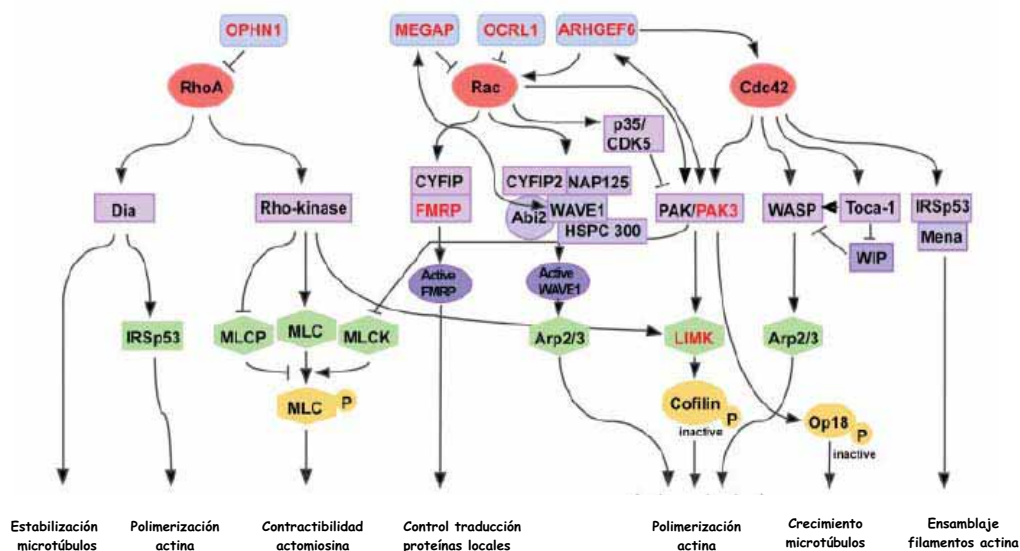 OPHN1
MEGAP
OCRL1
ARHGEF6
RhoA
Rac
Cdc42
p35/
CDK5
Dia
Rho-kinase
CYFIP
FMRP
CYFIP2 NAP125
Abi2
WAVE1
HSPC 300
PAK/PAK3
WASP
Toca-1
WIP
IRSp53
Mena
Active
FMRP
Active
WAVE1
IRSp53
MLCP
MLC
MLCK
Arp2/3
LIMK
Arp2/3
MLC P
Cofilin
P
inactive
Op18
P
inactive
Estabilización
microtúbulos
Polimerización
actina
Contractibilidad
actomiosina
Control traducción
proteínas locales
Polimerización
actina
Crecimiento
microtúbulos
Ensamblaje
filamentos actina